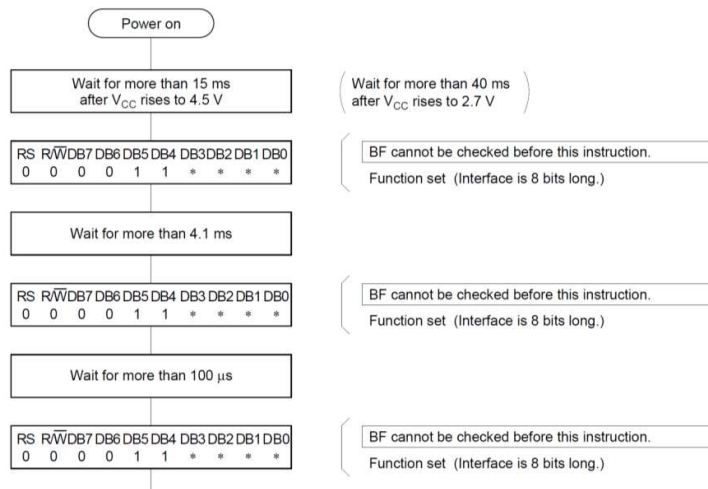 Power on
Wait for more than 15 ms
after VCC rises to 4.5 V
Wait for more than 40 ms
after VCC rises to 2.7 V
RS R/W̅ DB7 DB6 DB5 DB4 DB3 DB2 DB1 DB0
0 0 0 0 1 1 * * * *
BF cannot be checked before this instruction.
Function set (Interface is 8 bits long.)
Wait for more than 4.1 ms
RS R/W̅ DB7 DB6 DB5 DB4 DB3 DB2 DB1 DB0
0 0 0 0 1 1 * * * *
BF cannot be checked before this instruction.
Function set (Interface is 8 bits long.)
Wait for more than 100 μs
RS R/W̅ DB7 DB6 DB5 DB4 DB3 DB2 DB1 DB0
0 0 0 0 1 1 * * * *
BF cannot be checked before this instruction.
Function set (Interface is 8 bits long.)